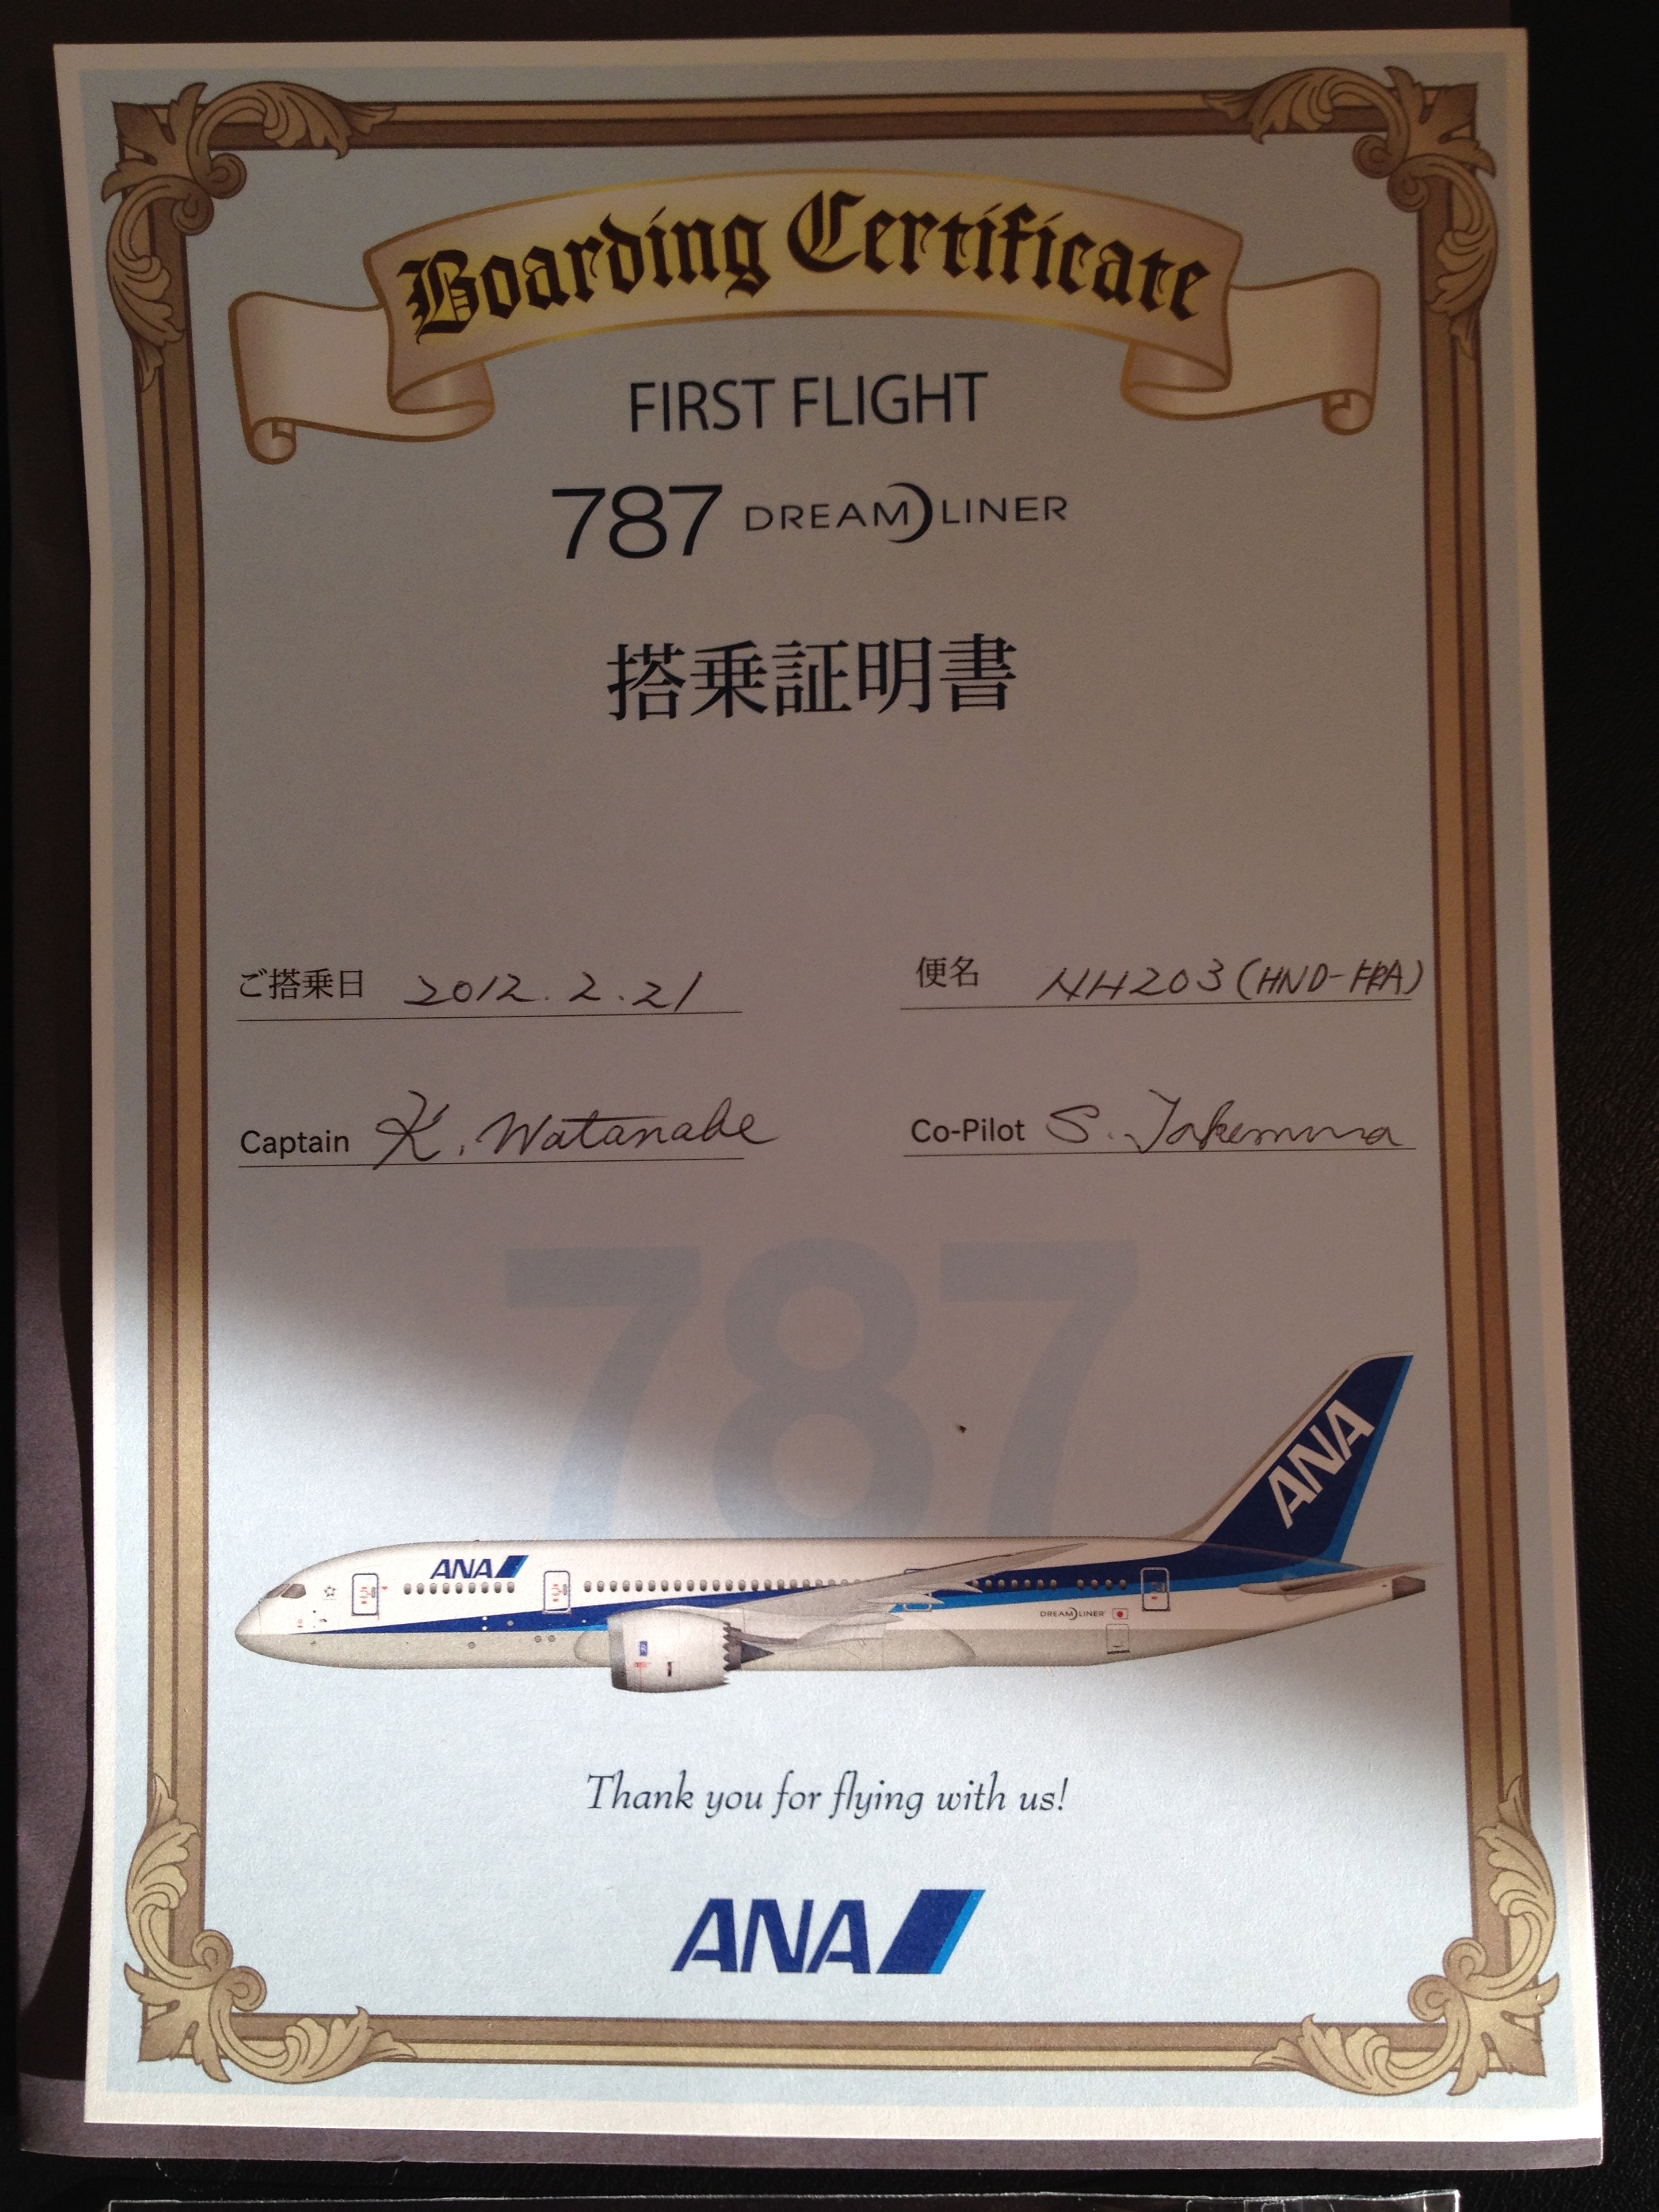 Boarding Certificate
FIRST FLIGHT
787 DREAMLINER
搭乗証明書
ご搭乗日 2012.2.21
便名 NH203 (HND-FRA)
Captain K. Watanabe
Co-Pilot S.
787
ANA
ANA
DREAMLINER
Thank you for flying with us!
ANA